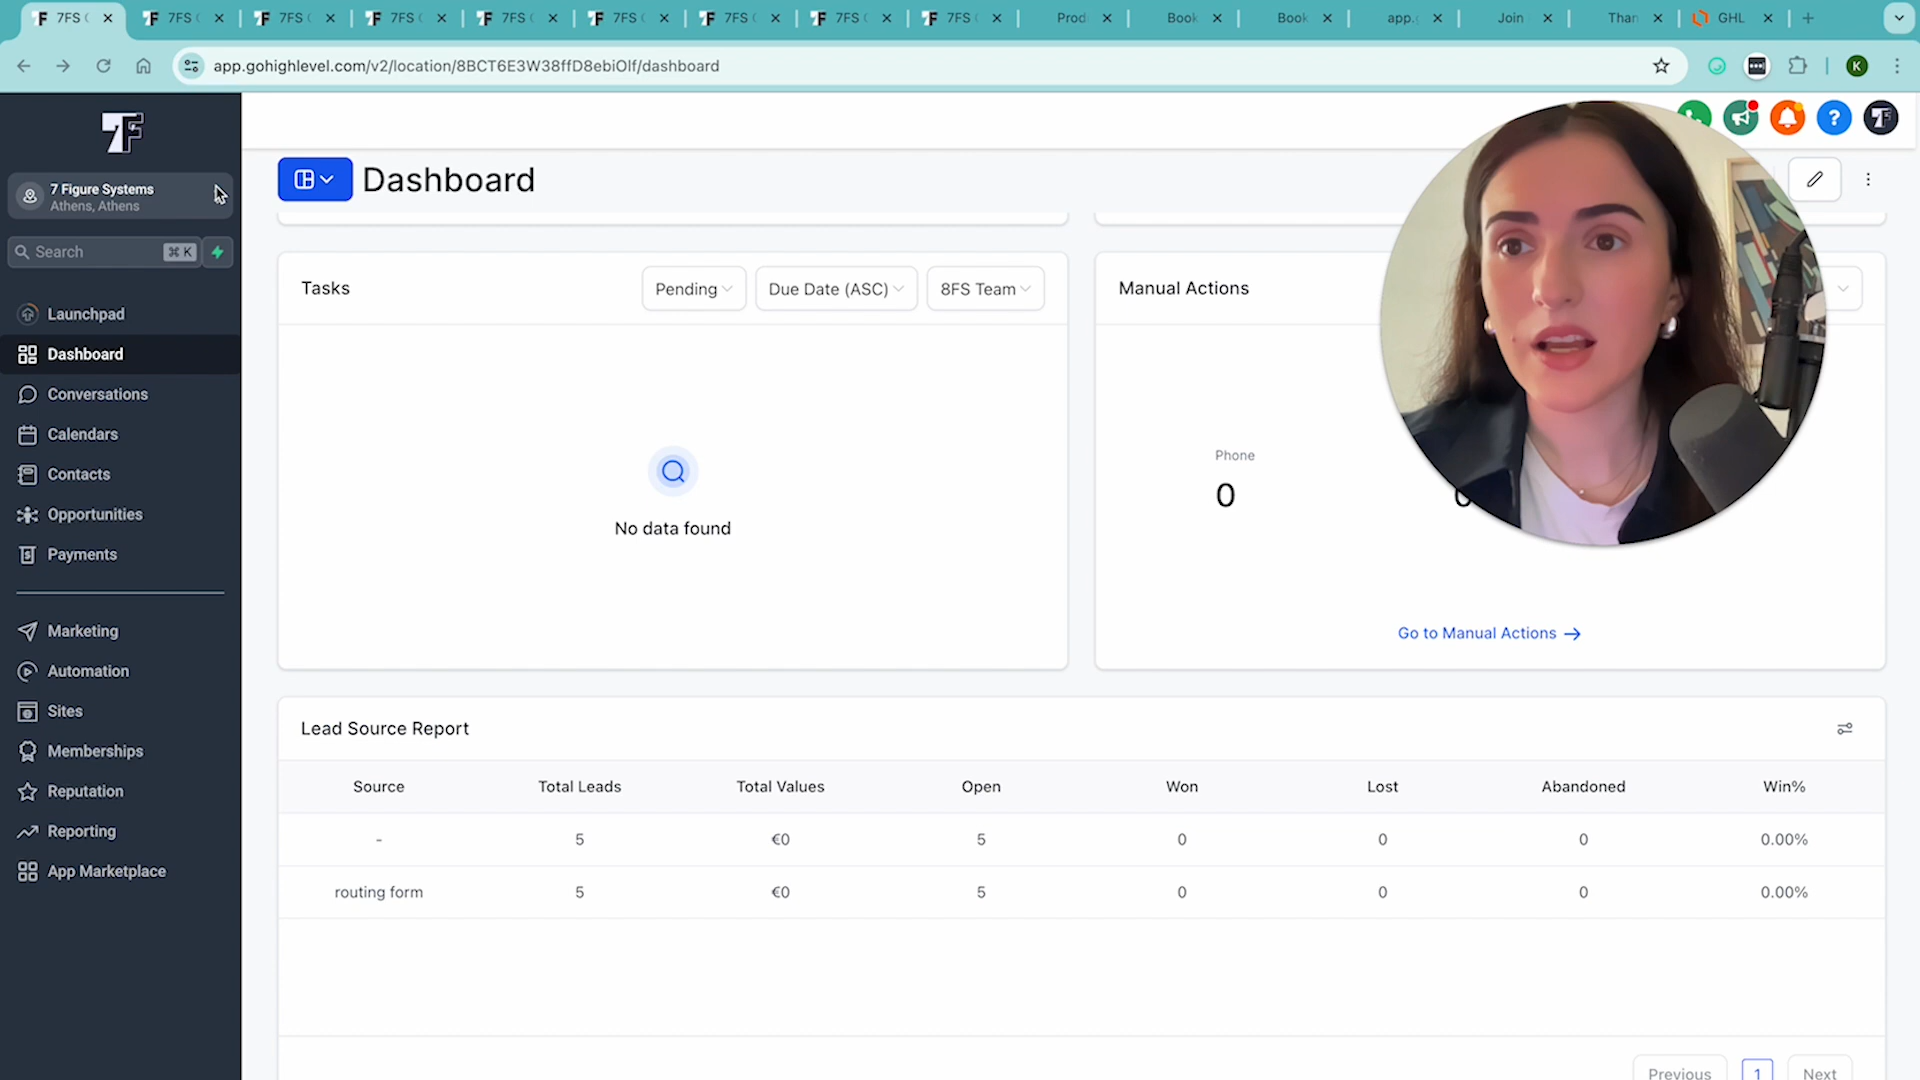 7FS
7FS
7FS
7FS
7FS
7FS
7FS
7FS
7FS
Prod
Book
Book
app.
Join
Than
GHL
app.gohighlevel.com/v2/location/8BCT6E3W38ffD8ebiOlf/dashboard
K
7F
7 Figure Systems
Athens, Athens
Search
⌘ K
Launchpad
Dashboard
Conversations
Calendars
Contacts
Opportunities
Payments
Marketing
Automation
Sites
Memberships
Reputation
Reporting
App Marketplace
Dashboard
?
7F
Tasks
Pending
Due Date (ASC)
8FS Team
No data found
Manual Actions
Phone
0
Go to Manual Actions →
Lead Source Report
Source Total Leads Total Values Open Won Lost Abandoned Win%
- 5 €0 5 0 0 0 0.00%
routing form 5 €0 5 0 0 0 0.00%
Previous 1 Next